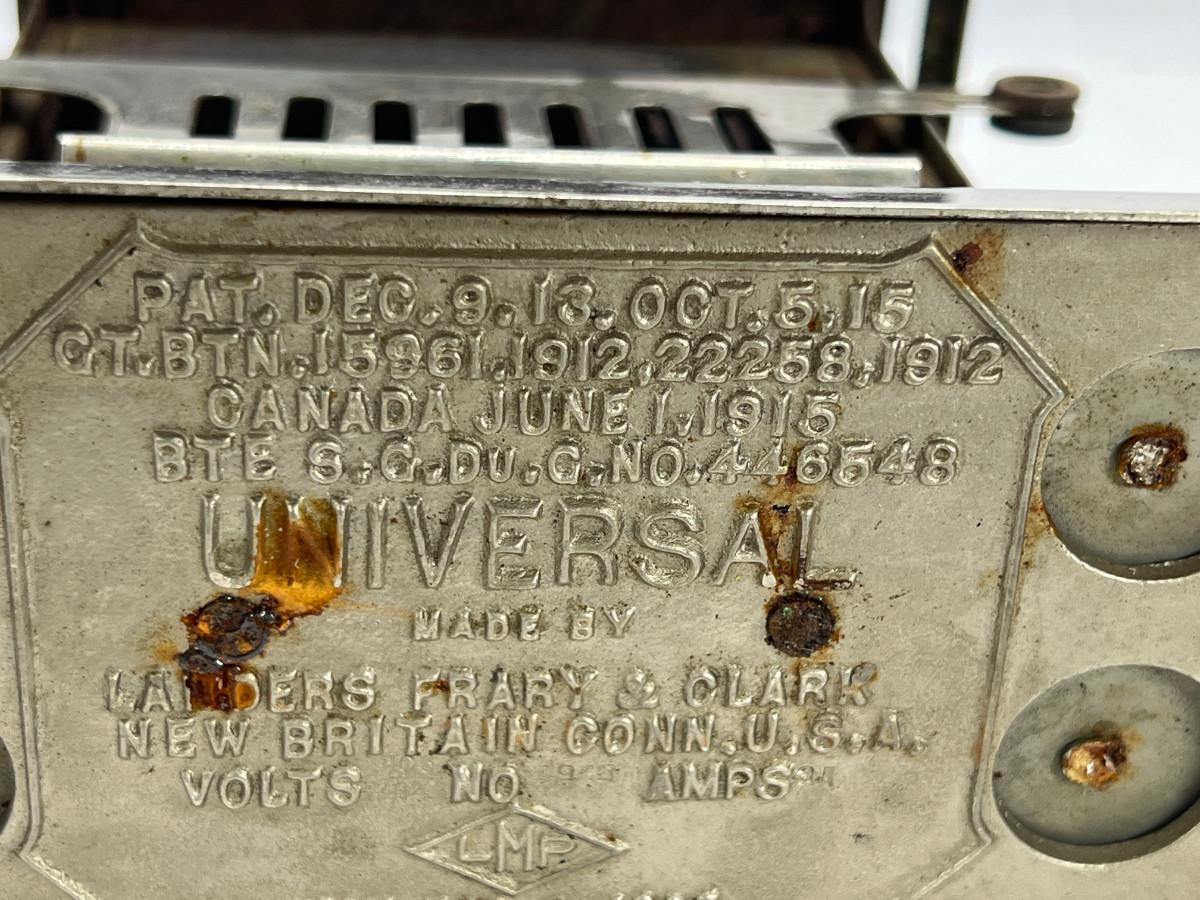 PAT. DEC. 9. 13. OCT. 5. 15
GT. BTN. 15961, 1912, 22258, 1912
CANADA JUNE 1. 1915
BTE S. G. DU. G. NO. 446548
UNIVERSAL
MADE BY
LANDERS FRARY & CLARK
NEW BRITAIN CONN. U. S. A.
VOLTS NO. AMPS
LMP